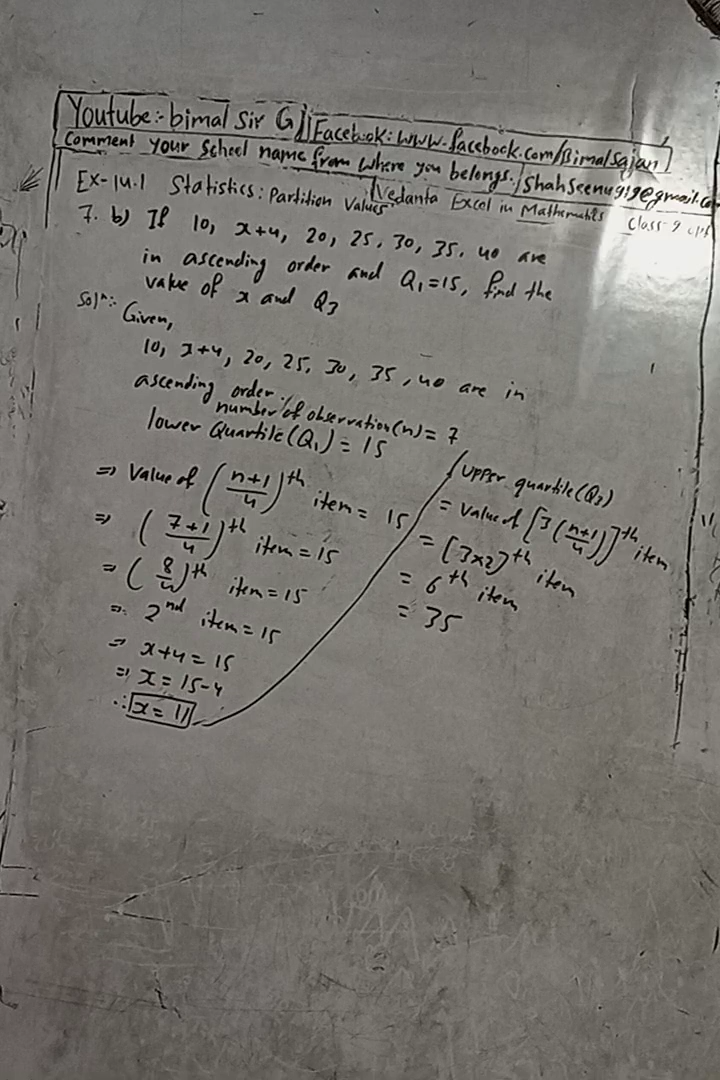 Youtube:- bimal Sir G
Facebook: www.facebook.com/Bimalsajan
Comment your School name from where you belongs.
Ex-14.1 Statistics: Partition Values
Vedanta Excel in Mathematics
Class-9
7. b) If 10, x+4, 20, 25, 30, 35, 40 are
in ascending order and Q₁=15, find the
value of x and Q₃
Solⁿ:
Given,
10, x+4, 20, 25, 30, 35, 40 are in
ascending order.
number of observation(n) = 7
lower Quartile(Q₁) = 15
⇒ Value of ((n+1)/4)th item = 15
⇒ ((7+1)/4)th item = 15
⇒ (8/4)th item = 15
⇒ 2nd item = 15
⇒ x+4 = 15
⇒ x = 15-4
∴ x = 11
upper quartile(Q₃)
= value of [3((n+1)/4)]th item
= [3×2]th item
= 6th item
= 35